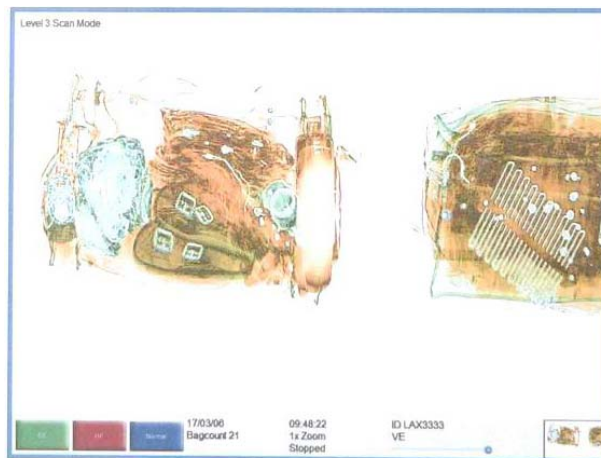 Level 3 Scan Mode
17/03/06
Bagcount 21
09:48:22
1x Zoom
Stopped
ID LAX3333
VE